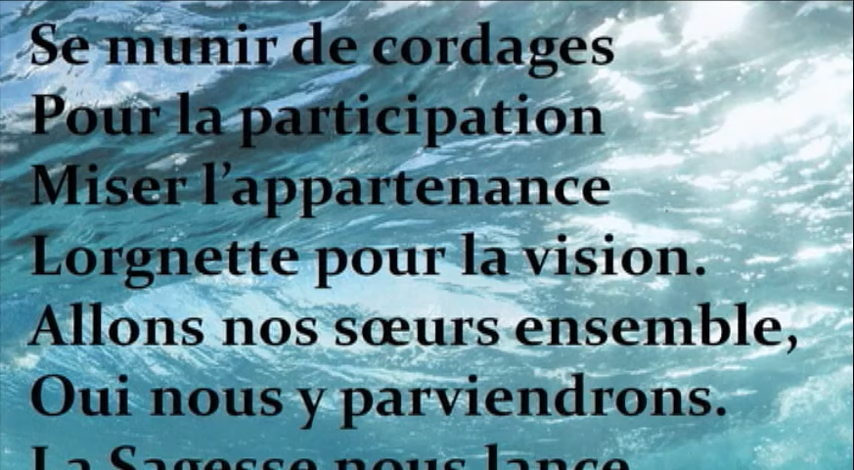 Se munir de cordages
Pour la participation
Miser l’appartenance
Lorgnette pour la vision.
Allons nos sœurs ensemble,
Oui nous y parviendrons.
La Sagesse nous lance